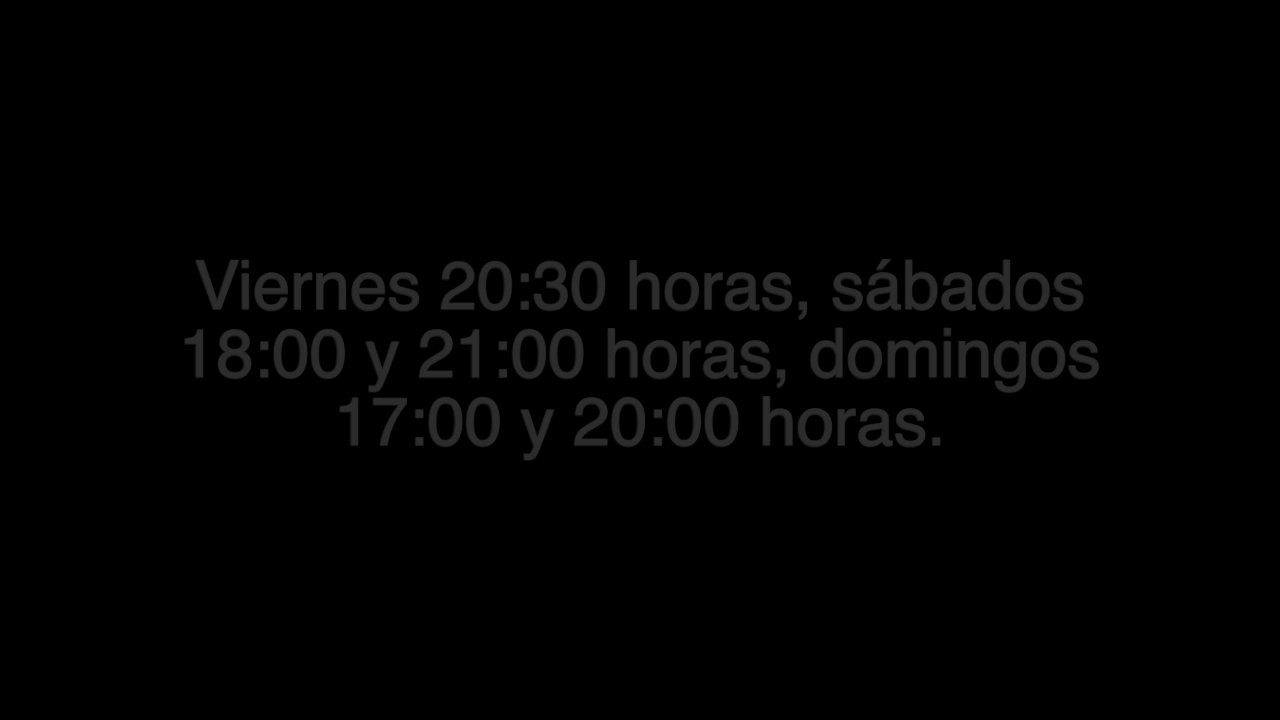 Viernes 20:30 horas, sábados
18:00 y 21:00 horas, domingos
17:00 y 20:00 horas.